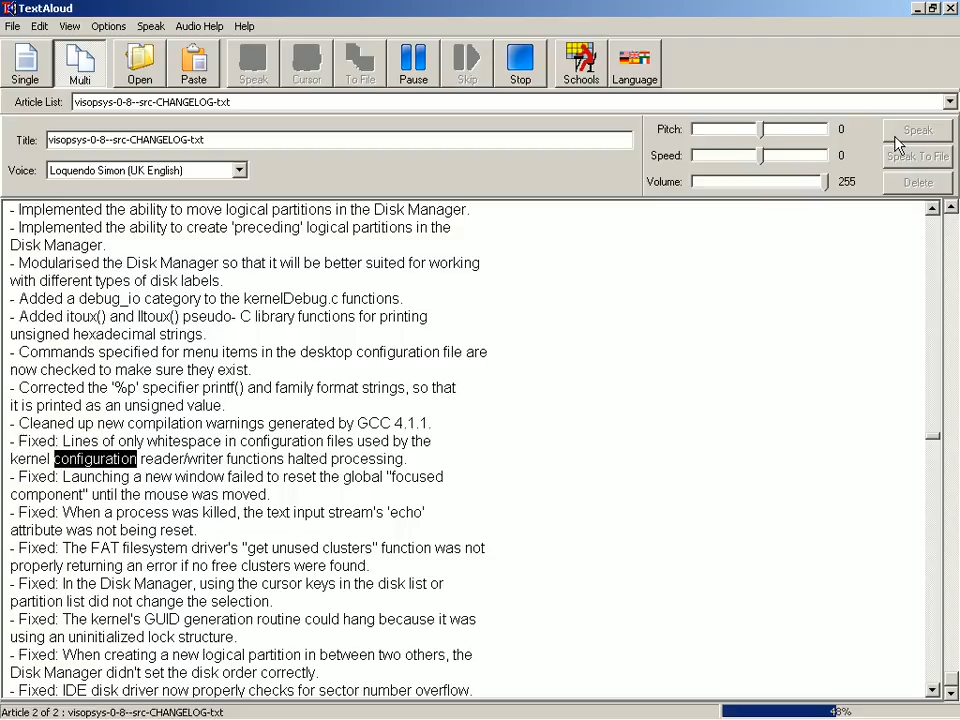 TextAloud
File Edit View Options Speak Audio Help Help
Single Multi Open Paste Speak Cursor To File Pause Skip Stop Schools Language
Article List: visopsys-0-8--src-CHANGELOG-txt
Title: visopsys-0-8--src-CHANGELOG-txt
Pitch: 0 Speak
Speed: 0 Speak To File
Voice: Loquendo Simon (UK English)
Volume: 255 Delete
- Implemented the ability to move logical partitions in the Disk Manager.
- Implemented the ability to create 'preceding' logical partitions in the
Disk Manager.
- Modularised the Disk Manager so that it will be better suited for working
with different types of disk labels.
- Added a debug_io category to the kernelDebug.c functions.
- Added itoux() and lltoux() pseudo- C library functions for printing
unsigned hexadecimal strings.
- Commands specified for menu items in the desktop configuration file are
now checked to make sure they exist.
- Corrected the '%p' specifier printf() and family format strings, so that
it is printed as an unsigned value.
- Cleaned up new compilation warnings generated by GCC 4.1.1.
- Fixed: Lines of only whitespace in configuration files used by the
kernel configuration reader/writer functions halted processing.
- Fixed: Launching a new window failed to reset the global "focused
component" until the mouse was moved.
- Fixed: When a process was killed, the text input stream's 'echo'
attribute was not being reset.
- Fixed: The FAT filesystem driver's "get unused clusters" function was not
properly returning an error if no free clusters were found.
- Fixed: In the Disk Manager, using the cursor keys in the disk list or
partition list did not change the selection.
- Fixed: The kernel's GUID generation routine could hang because it was
using an uninitialized lock structure.
- Fixed: When creating a new logical partition in between two others, the
Disk Manager didn't set the disk order correctly.
- Fixed: IDE disk driver now properly checks for sector number overflow.
Article 2 of 2 : visopsys-0-8--src-CHANGELOG-txt 48%